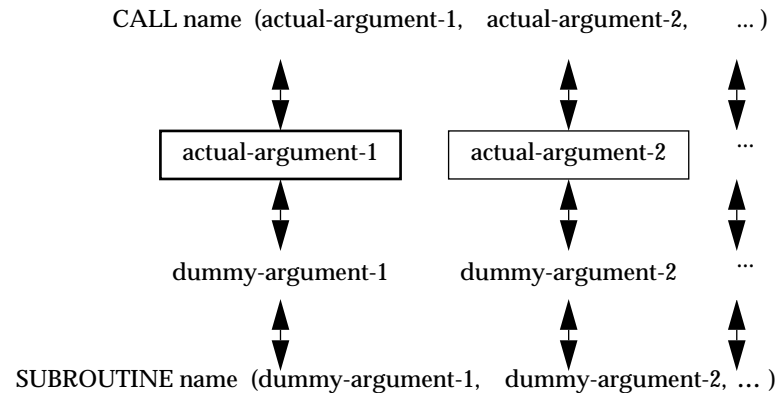 CALL name (actual-argument-1, actual-argument-2, ... )
actual-argument-1 actual-argument-2 ...
dummy-argument-1 dummy-argument-2 ...
SUBROUTINE name (dummy-argument-1, dummy-argument-2, ... )